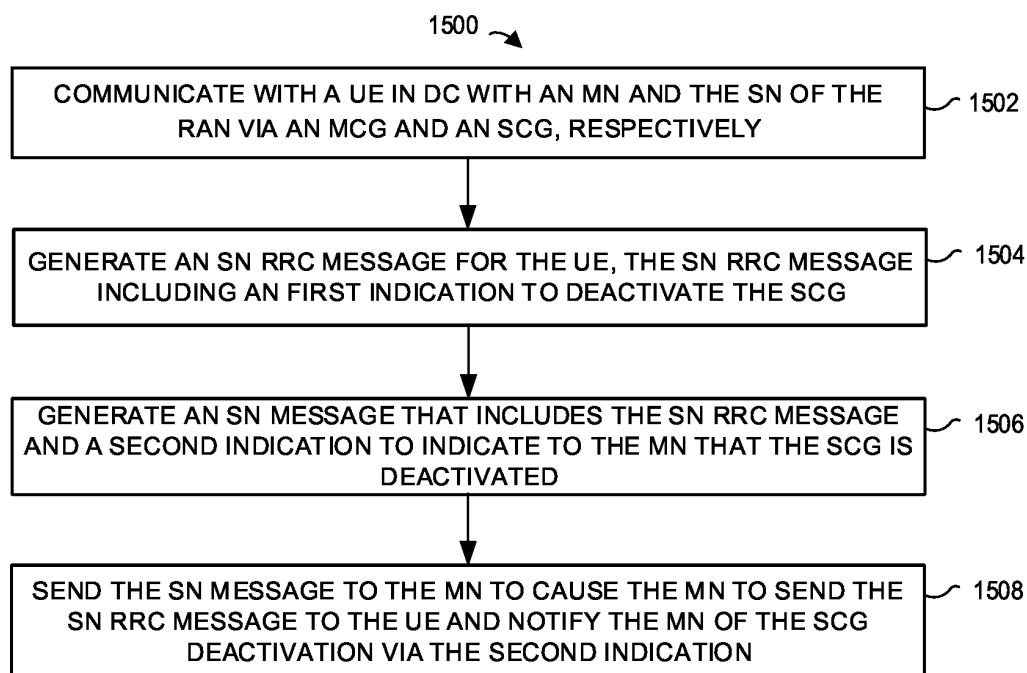 1500
COMMUNICATE WITH A UE IN DC WITH AN MN AND THE SN OF THE
RAN VIA AN MCG AND AN SCG, RESPECTIVELY
1502
GENERATE AN SN RRC MESSAGE FOR THE UE, THE SN RRC MESSAGE
INCLUDING AN FIRST INDICATION TO DEACTIVATE THE SCG
1504
GENERATE AN SN MESSAGE THAT INCLUDES THE SN RRC MESSAGE
AND A SECOND INDICATION TO INDICATE TO THE MN THAT THE SCG IS
DEACTIVATED
1506
SEND THE SN MESSAGE TO THE MN TO CAUSE THE MN TO SEND THE
SN RRC MESSAGE TO THE UE AND NOTIFY THE MN OF THE SCG
DEACTIVATION VIA THE SECOND INDICATION
1508